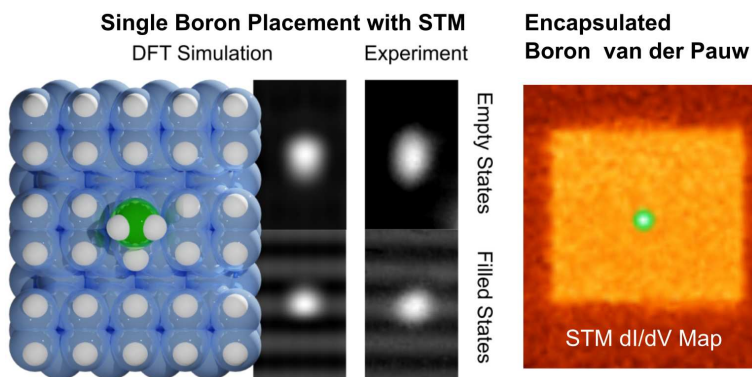 Single Boron Placement with STM
DFT Simulation
Experiment
Empty States
Filled States
Encapsulated
Boron van der Pauw
STM dI/dV Map